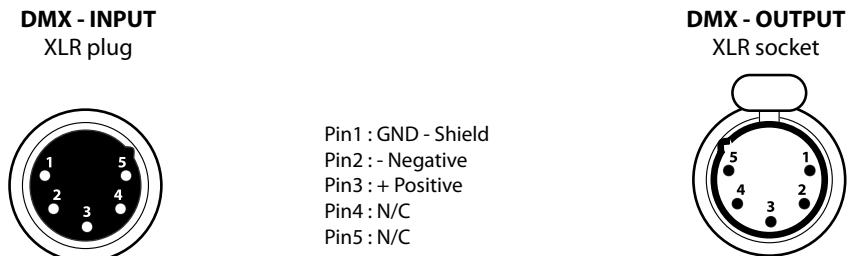 DMX - INPUT
XLR plug
1 5
2 4
3
Pin1 : GND - Shield
Pin2 : - Negative
Pin3 : + Positive
Pin4 : N/C
Pin5 : N/C
DMX - OUTPUT
XLR socket
5 1
4 2
3